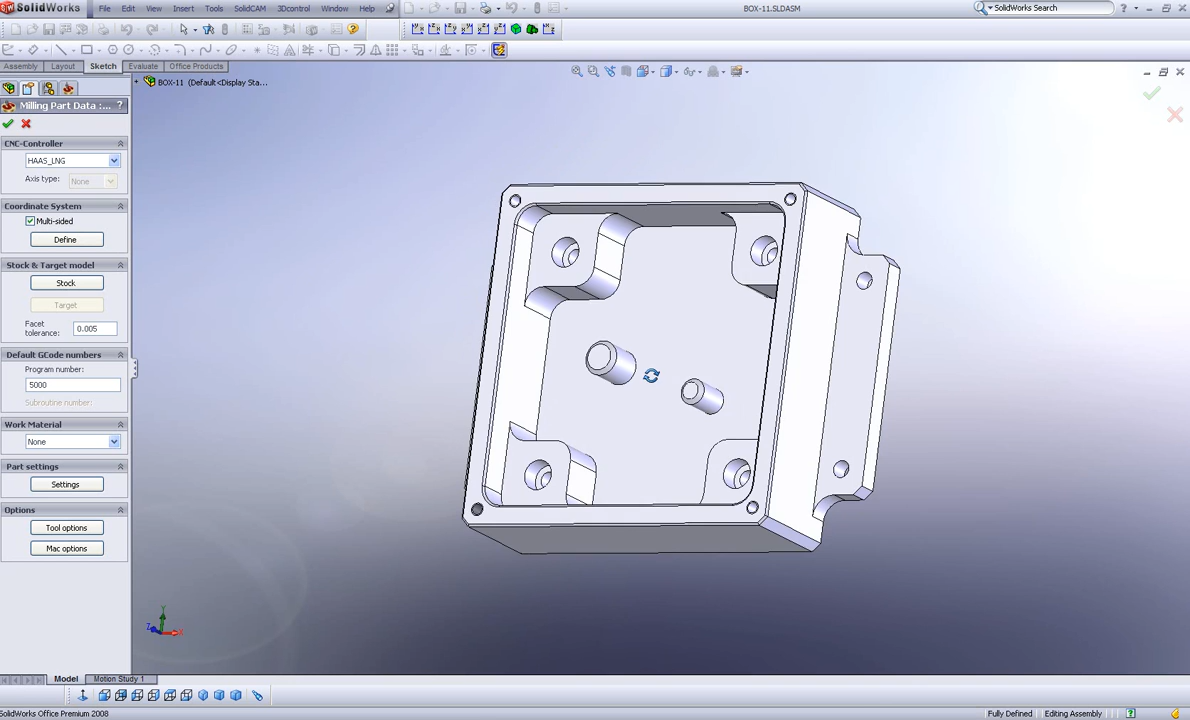 SolidWorks File Edit View Insert Tools SolidCAM 3Dcontrol Window Help BOX-11.SLDASM SolidWorks Search
Assembly Layout Sketch Evaluate Office Products
BOX-11 (Default<Display Sta...
Milling Part Data :... ?
CNC-Controller
HAAS_LNG
Axis type: None
Coordinate System
Multi-sided
Define
Stock & Target model
Stock
Target
Facet
tolerance: 0.005
Default GCode numbers
Program number:
5000
Subroutine number:
Work Material
None
Part settings
Settings
Options
Tool options
Mac options
Y
Z X
Model Motion Study 1
SolidWorks Office Premium 2008 Fully Defined Editing Assembly